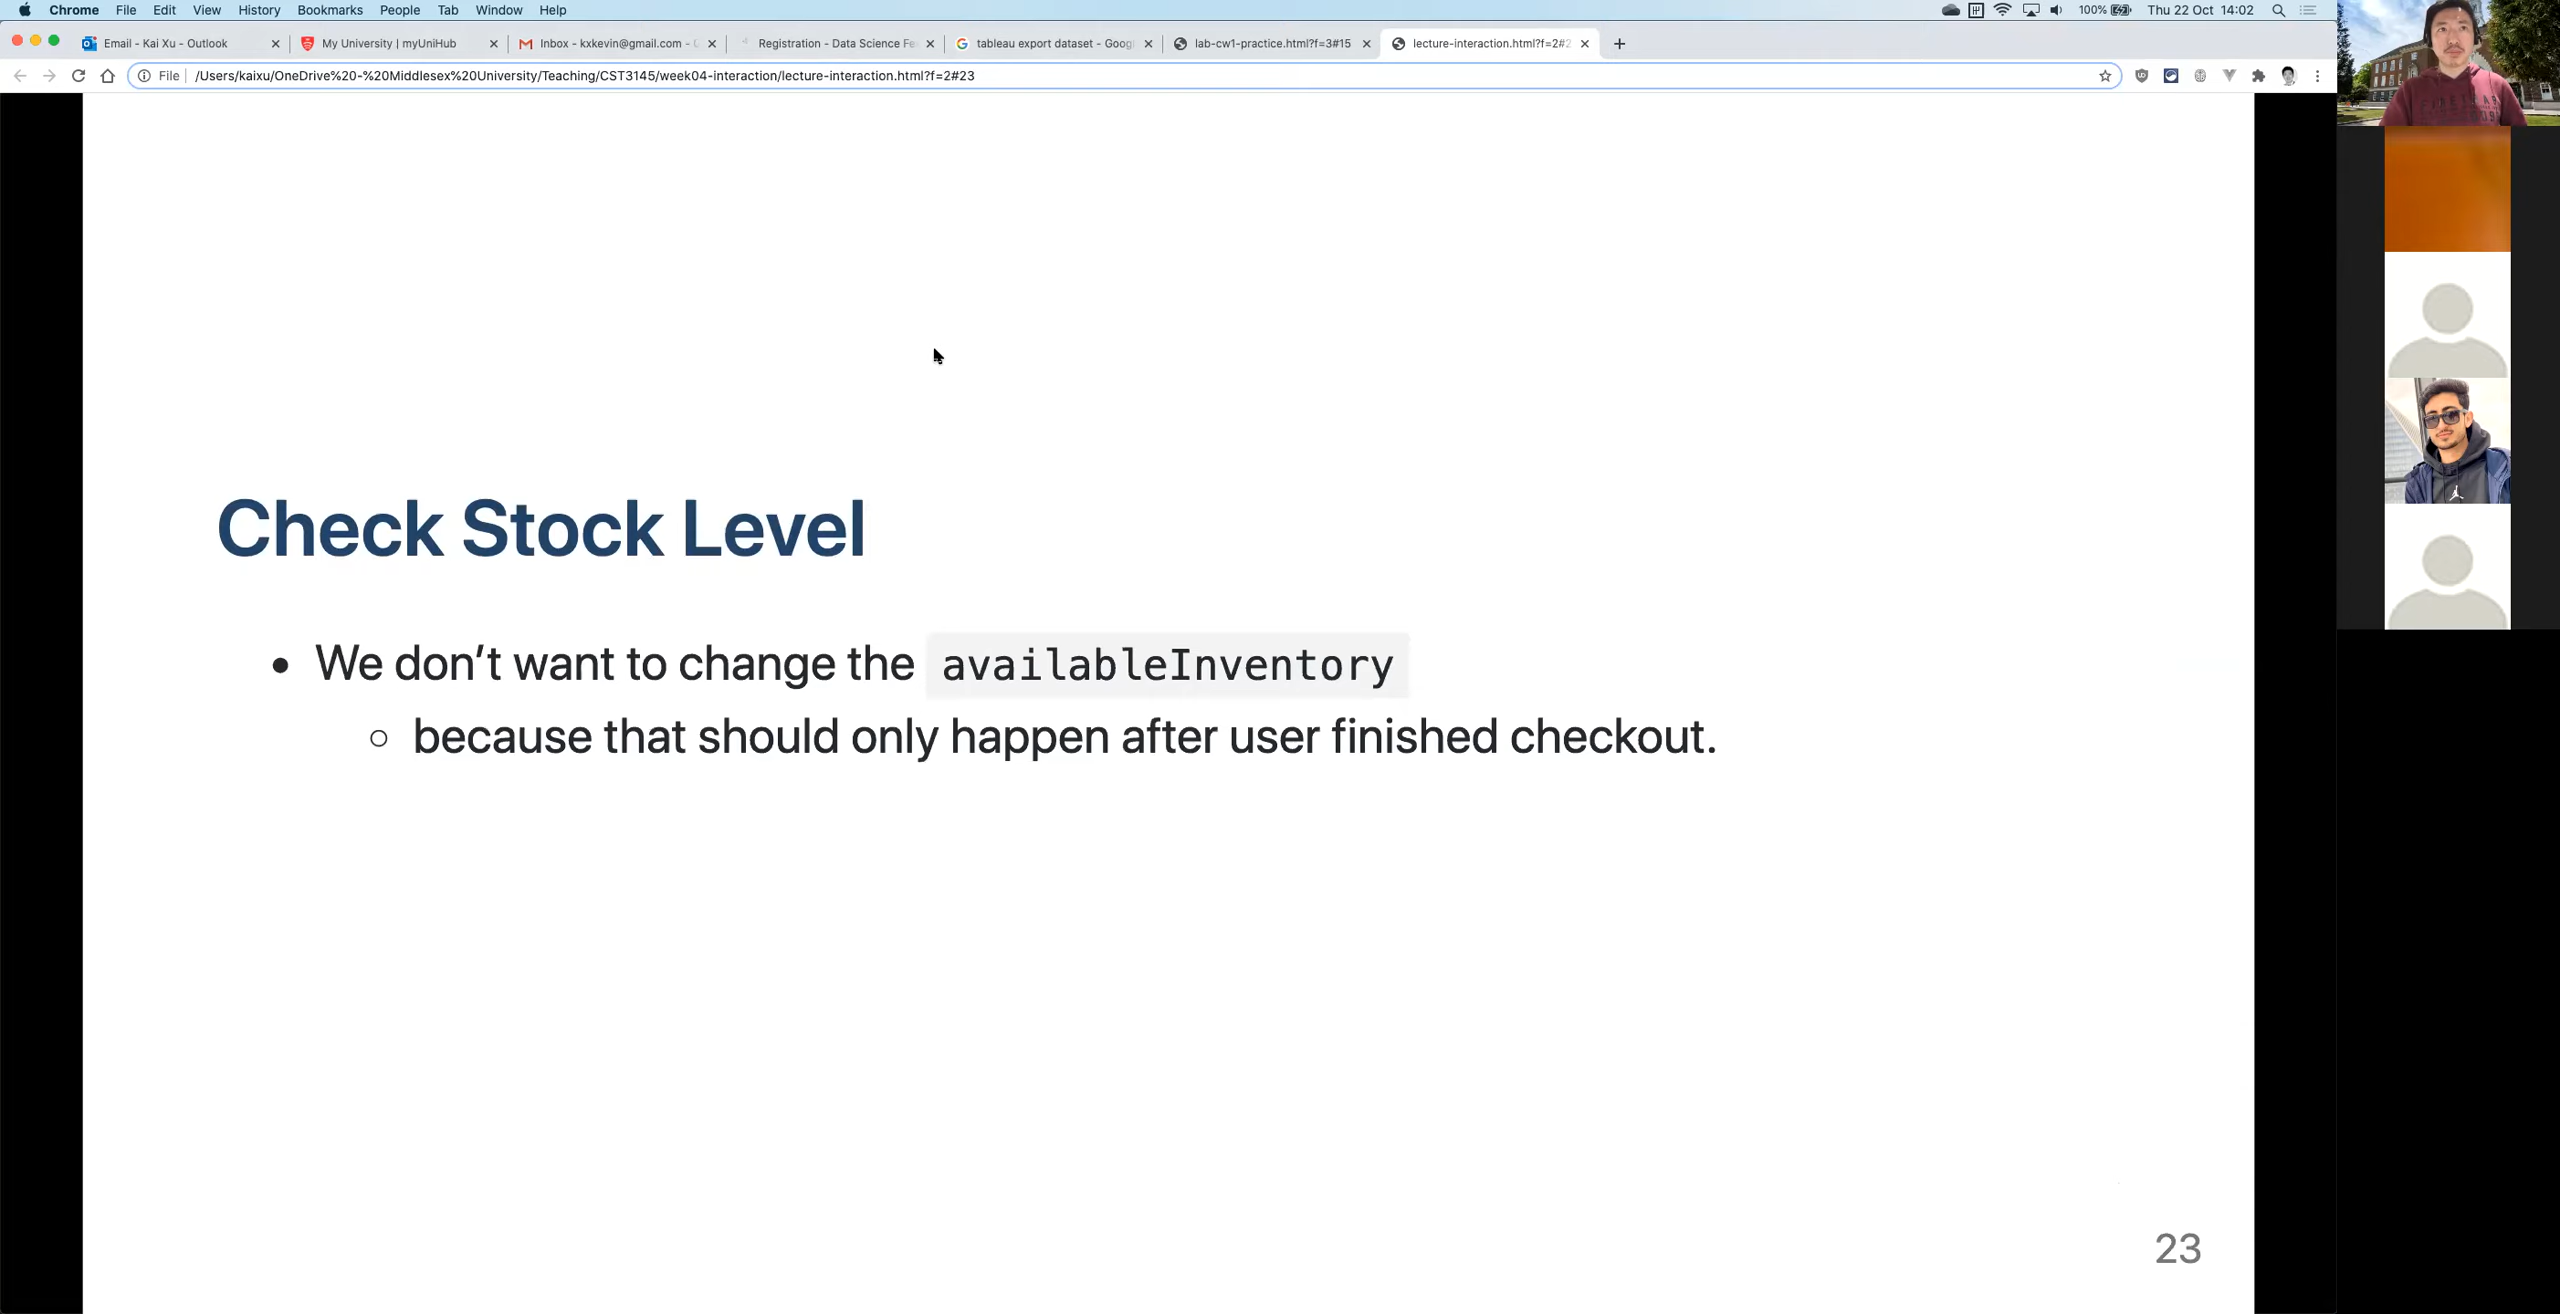 Chrome File Edit View History Bookmarks People Tab Window Help 100% Thu 22 Oct 14:02
Email - Kai Xu - Outlook My University | myUniHub Inbox - kxkevin@gmail.com - Registration - Data Science Fe tableau export dataset - Goog lab-cw1-practice.html?f=3#15 lecture-interaction.html?f=2#2
File /Users/kaixu/OneDrive%20-%20Middlesex%20University/Teaching/CST3145/week04-interaction/lecture-interaction.html?f=2#23
Check Stock Level
• We don’t want to change the availableInventory
○ because that should only happen after user finished checkout.
23